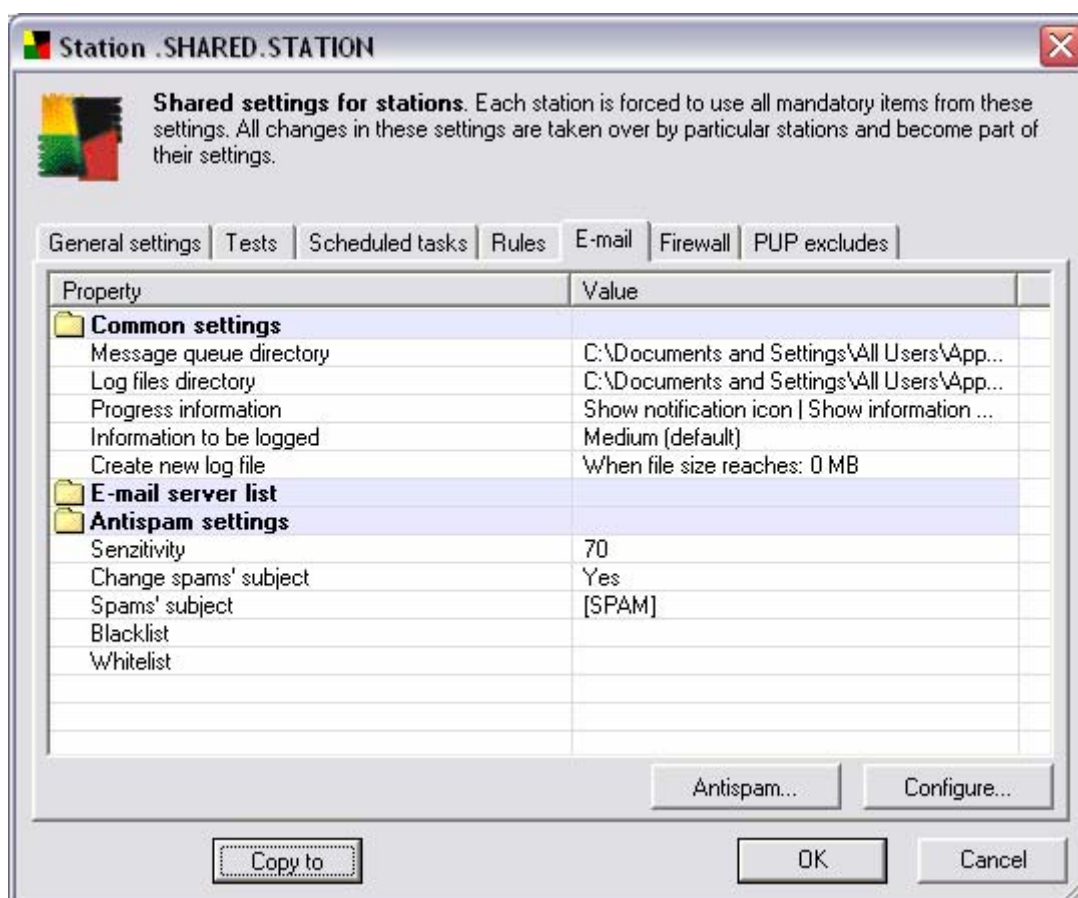 Station .SHARED.STATION
Shared settings for stations. Each station is forced to use all mandatory items from these
settings. All changes in these settings are taken over by particular stations and become part of
their settings.
General settings Tests Scheduled tasks Rules E-mail Firewall PUP excludes
Property Value
Common settings
Message queue directory C:\Documents and Settings\All Users\App...
Log files directory C:\Documents and Settings\All Users\App...
Progress information Show notification icon | Show information ...
Information to be logged Medium (default)
Create new log file When file size reaches: 0 MB
E-mail server list
Antispam settings
Senzitivity 70
Change spams' subject Yes
Spams' subject [SPAM]
Blacklist
Whitelist
Antispam... Configure...
Copy to OK Cancel